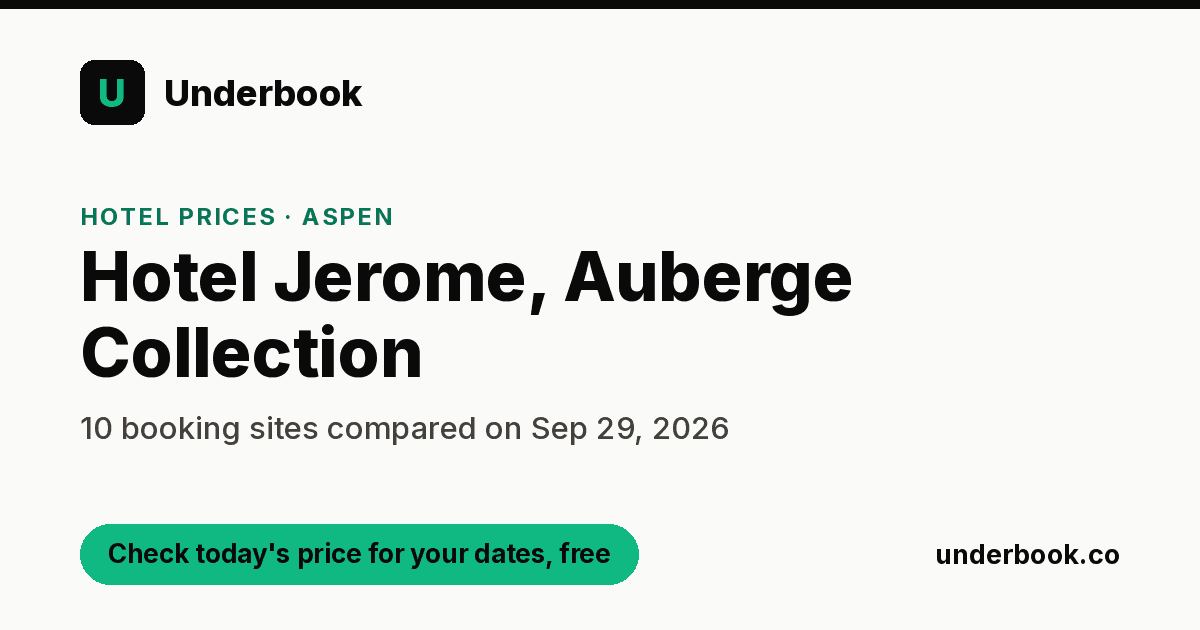 U
Underbook
HOTEL PRICES · ASPEN
Hotel Jerome, Auberge
Collection
10 booking sites compared on Sep 29, 2026
Check today's price for your dates, free
underbook.co